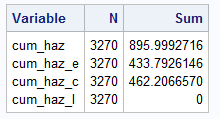 Variable N Sum
cum_haz 3270 895.9992716
cum_haz_e 3270 433.7926146
cum_haz_c 3270 462.2066570
cum_haz_l 3270 0